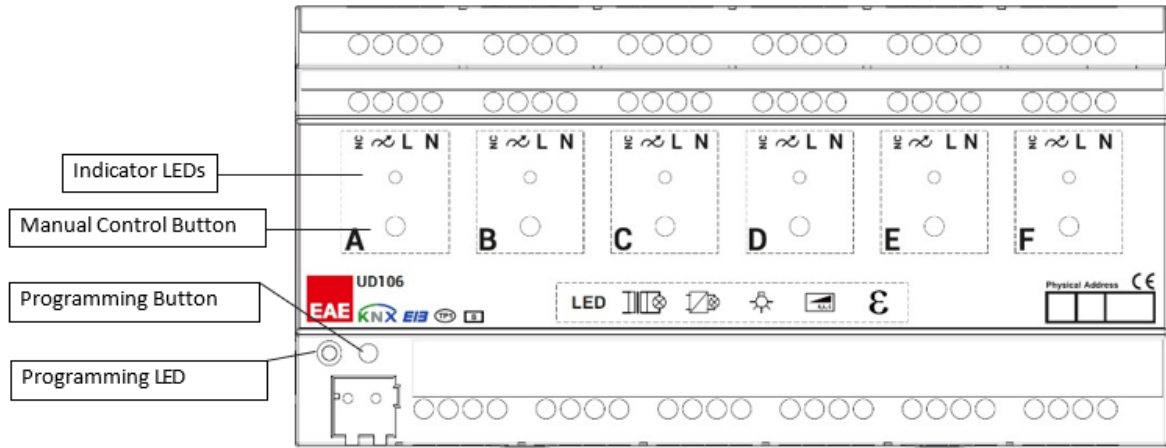 NC L N NC L N NC L N NC L N NC L N NC L N
Indicator LEDs
Manual Control Button
A B C D E F
UD106
Physical Address CE
Programming Button
LED ε
EAE KNX EIB TP1 S
Programming LED